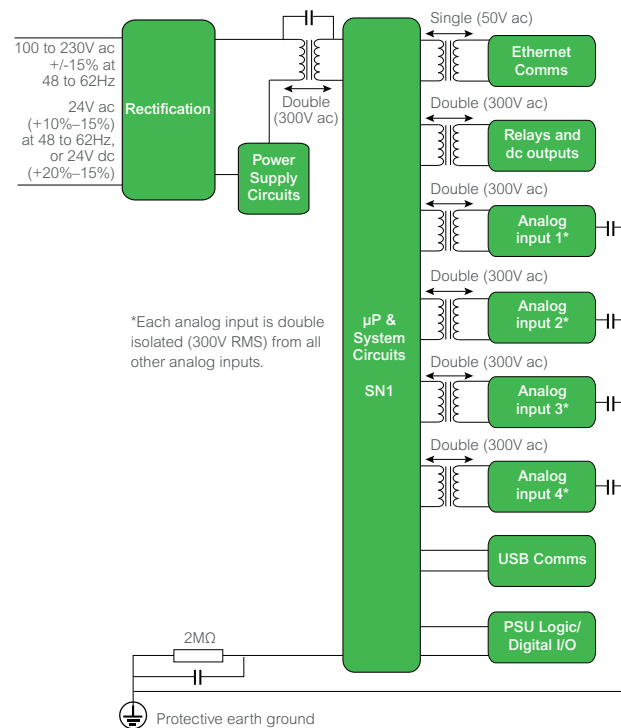 100 to 230V ac
+/-15% at
48 to 62Hz
24V ac
(+10%–15%)
at 48 to 62Hz,
or 24V dc
(+20%–15%)
Rectification
Double
(300V ac)
Power
Supply
Circuits
*Each analog input is double
isolated (300V RMS) from all
other analog inputs.
µP &
System
Circuits
SN1
Single (50V ac)
Ethernet
Comms
Double (300V ac)
Relays and
dc outputs
Double (300V ac)
Analog
input 1*
Double (300V ac)
Analog
input 2*
Double (300V ac)
Analog
input 3*
Double (300V ac)
Analog
input 4*
USB Comms
PSU Logic/
Digital I/O
2MΩ
Protective earth ground